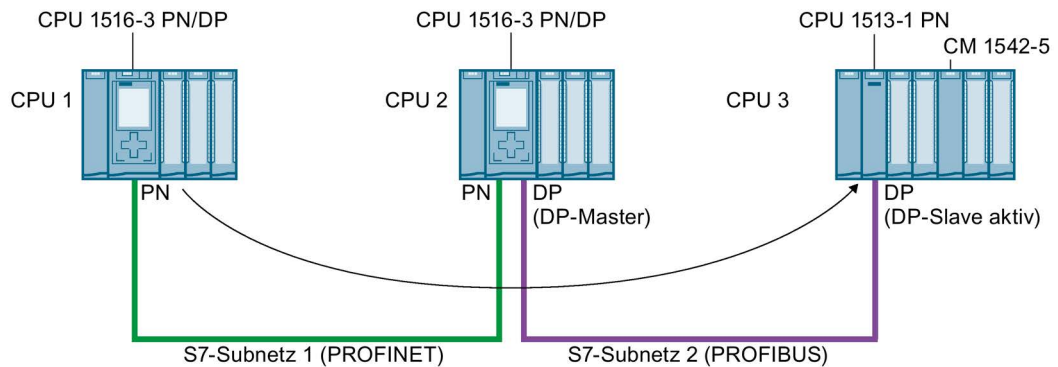 CPU 1516-3 PN/DP
CPU 1516-3 PN/DP
CPU 1513-1 PN
CM 1542-5
CPU 1
CPU 2
CPU 3
PN
PN
DP
(DP-Master)
DP
(DP-Slave aktiv)
S7-Subnetz 1 (PROFINET)
S7-Subnetz 2 (PROFIBUS)